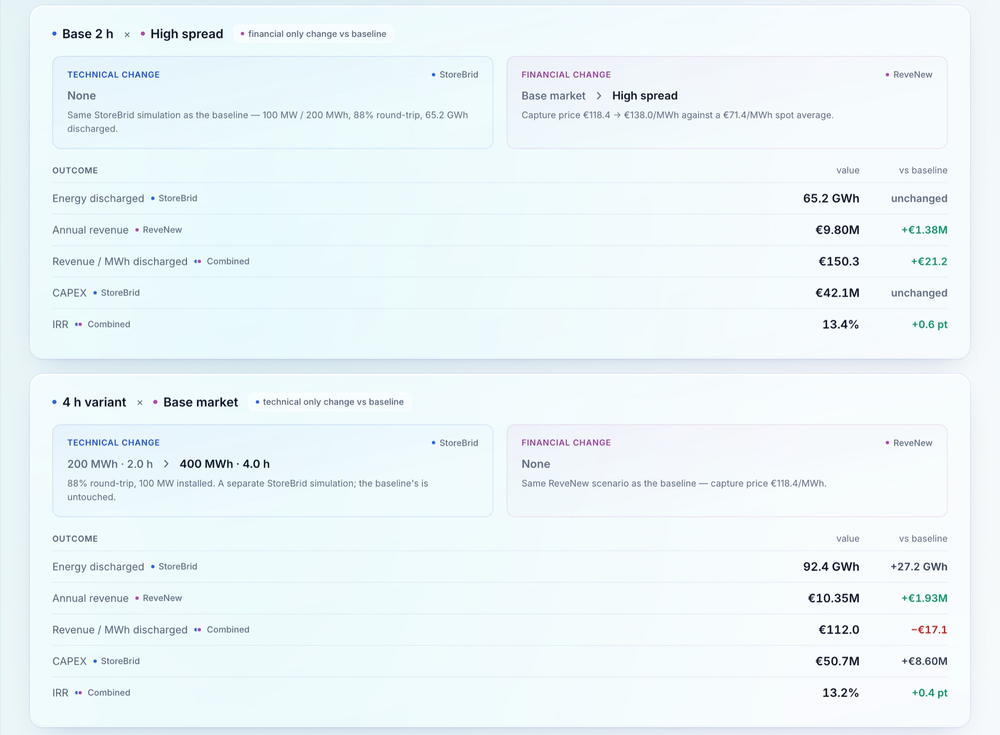 Base 2 h × High spread financial only change vs baseline
TECHNICAL CHANGE StoreBrid
None
Same StoreBrid simulation as the baseline — 100 MW / 200 MWh, 88% round-trip, 65.2 GWh
discharged.
FINANCIAL CHANGE ReveNew
Base market > High spread
Capture price €118.4 → €138.0/MWh against a €71.4/MWh spot average.
OUTCOME value vs baseline
Energy discharged StoreBrid 65.2 GWh unchanged
Annual revenue ReveNew €9.80M +€1.38M
Revenue / MWh discharged Combined €150.3 +€21.2
CAPEX StoreBrid €42.1M unchanged
IRR Combined 13.4% +0.6 pt
4 h variant × Base market technical only change vs baseline
TECHNICAL CHANGE StoreBrid
200 MWh · 2.0 h > 400 MWh · 4.0 h
88% round-trip, 100 MW installed. A separate StoreBrid simulation; the baseline's is
untouched.
FINANCIAL CHANGE ReveNew
None
Same ReveNew scenario as the baseline — capture price €118.4/MWh.
OUTCOME value vs baseline
Energy discharged StoreBrid 92.4 GWh +27.2 GWh
Annual revenue ReveNew €10.35M +€1.93M
Revenue / MWh discharged Combined €112.0 −€17.1
CAPEX StoreBrid €50.7M +€8.60M
IRR Combined 13.2% +0.4 pt